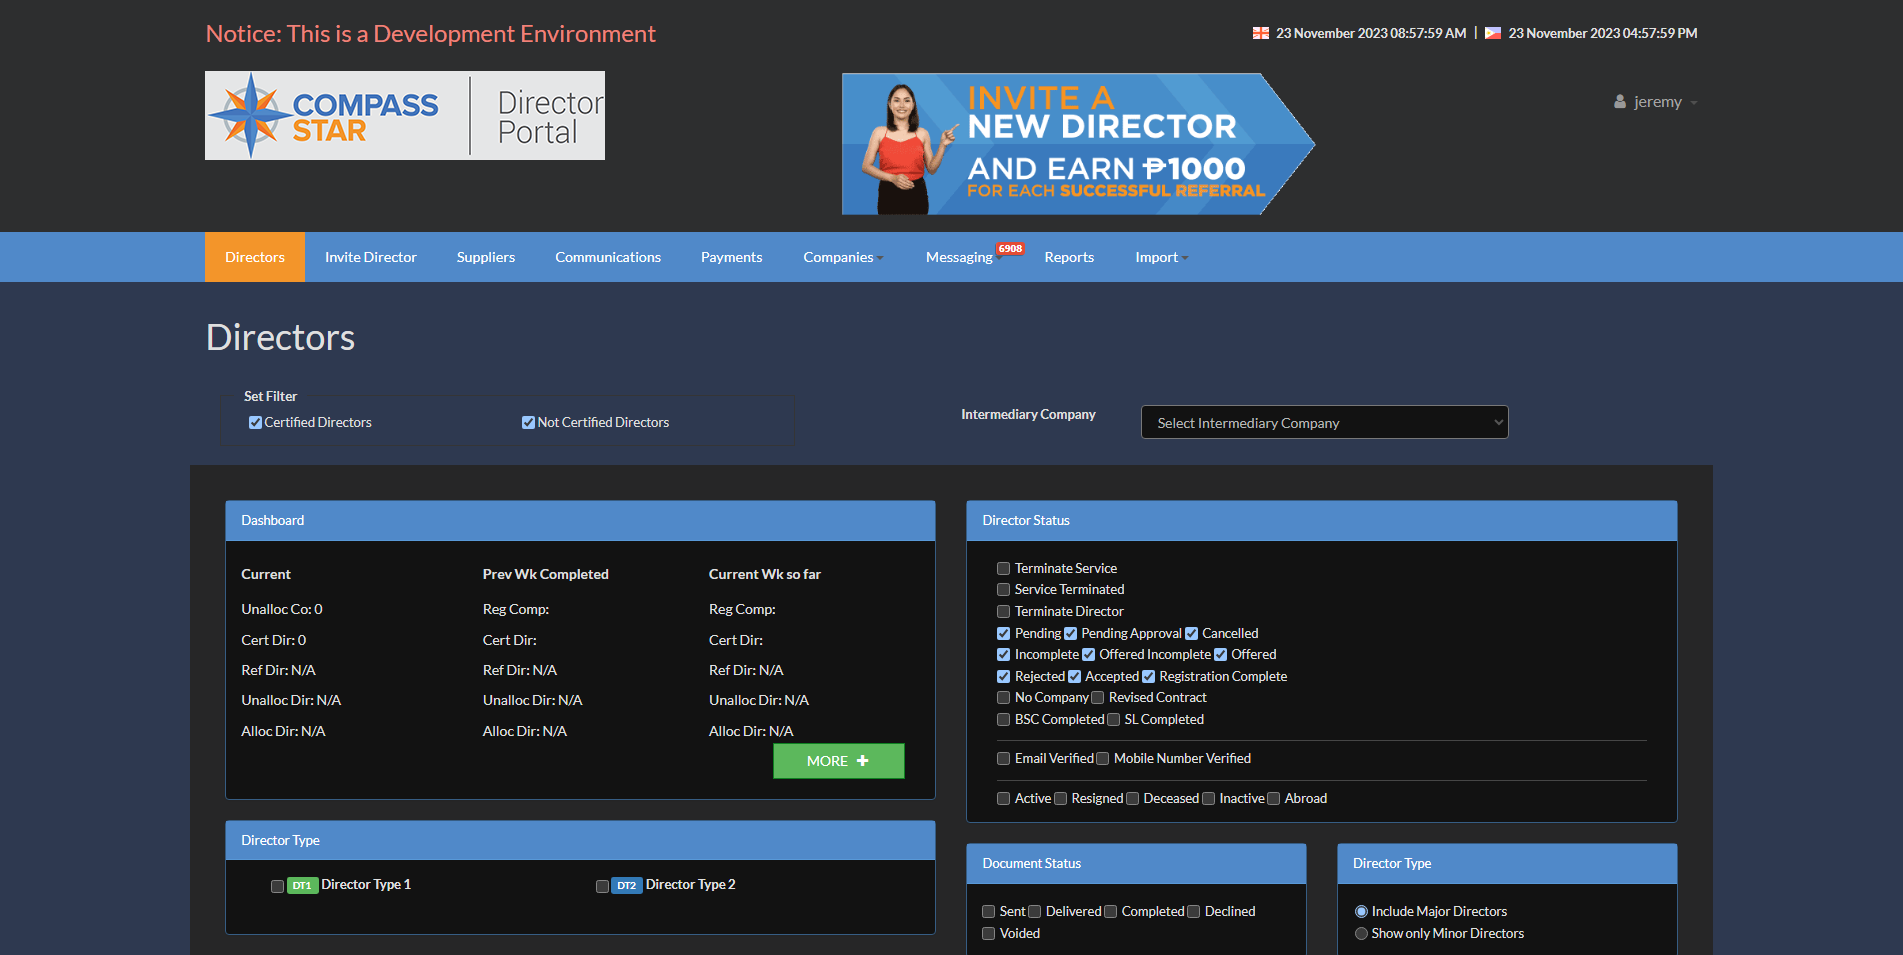 Notice: This is a Development Environment
23 November 2023 08:57:59 AM | 23 November 2023 04:57:59 PM
COMPASS STAR
Director Portal
INVITE A
NEW DIRECTOR
AND EARN ₱1000
FOR EACH SUCCESSFUL REFERRAL
jeremy
Directors Invite Director Suppliers Communications Payments Companies Messaging 6908 Reports Import
Directors
Set Filter
Certified Directors Not Certified Directors
Intermediary Company Select Intermediary Company
Dashboard
Current Prev Wk Completed Current Wk so far
Unalloc Co: 0 Reg Comp: Reg Comp:
Cert Dir: 0 Cert Dir: Cert Dir:
Ref Dir: N/A Ref Dir: N/A Ref Dir: N/A
Unalloc Dir: N/A Unalloc Dir: N/A Unalloc Dir: N/A
Alloc Dir: N/A Alloc Dir: N/A Alloc Dir: N/A
MORE
Director Type
DT1 Director Type 1 DT2 Director Type 2
Director Status
Terminate Service
Service Terminated
Terminate Director
Pending Pending Approval Cancelled
Incomplete Offered Incomplete Offered
Rejected Accepted Registration Complete
No Company Revised Contract
BSC Completed SL Completed
Email Verified Mobile Number Verified
Active Resigned Deceased Inactive Abroad
Document Status
Sent Delivered Completed Declined
Voided
Director Type
Include Major Directors
Show only Minor Directors